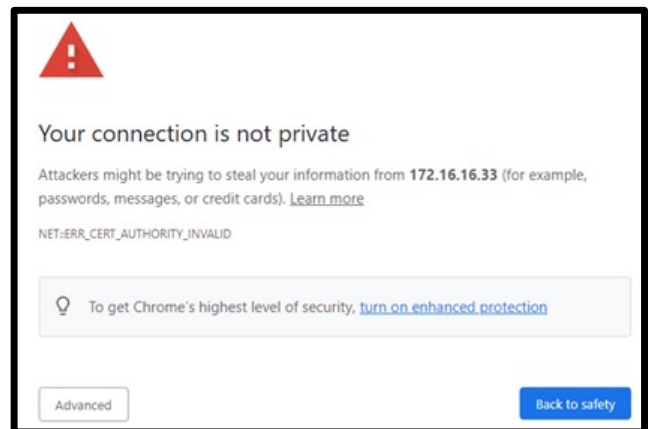 Your connection is not private
Attackers might be trying to steal your information from 172.16.16.33 (for example,
passwords, messages, or credit cards). Learn more
NET::ERR_CERT_AUTHORITY_INVALID
To get Chrome's highest level of security, turn on enhanced protection
Advanced
Back to safety